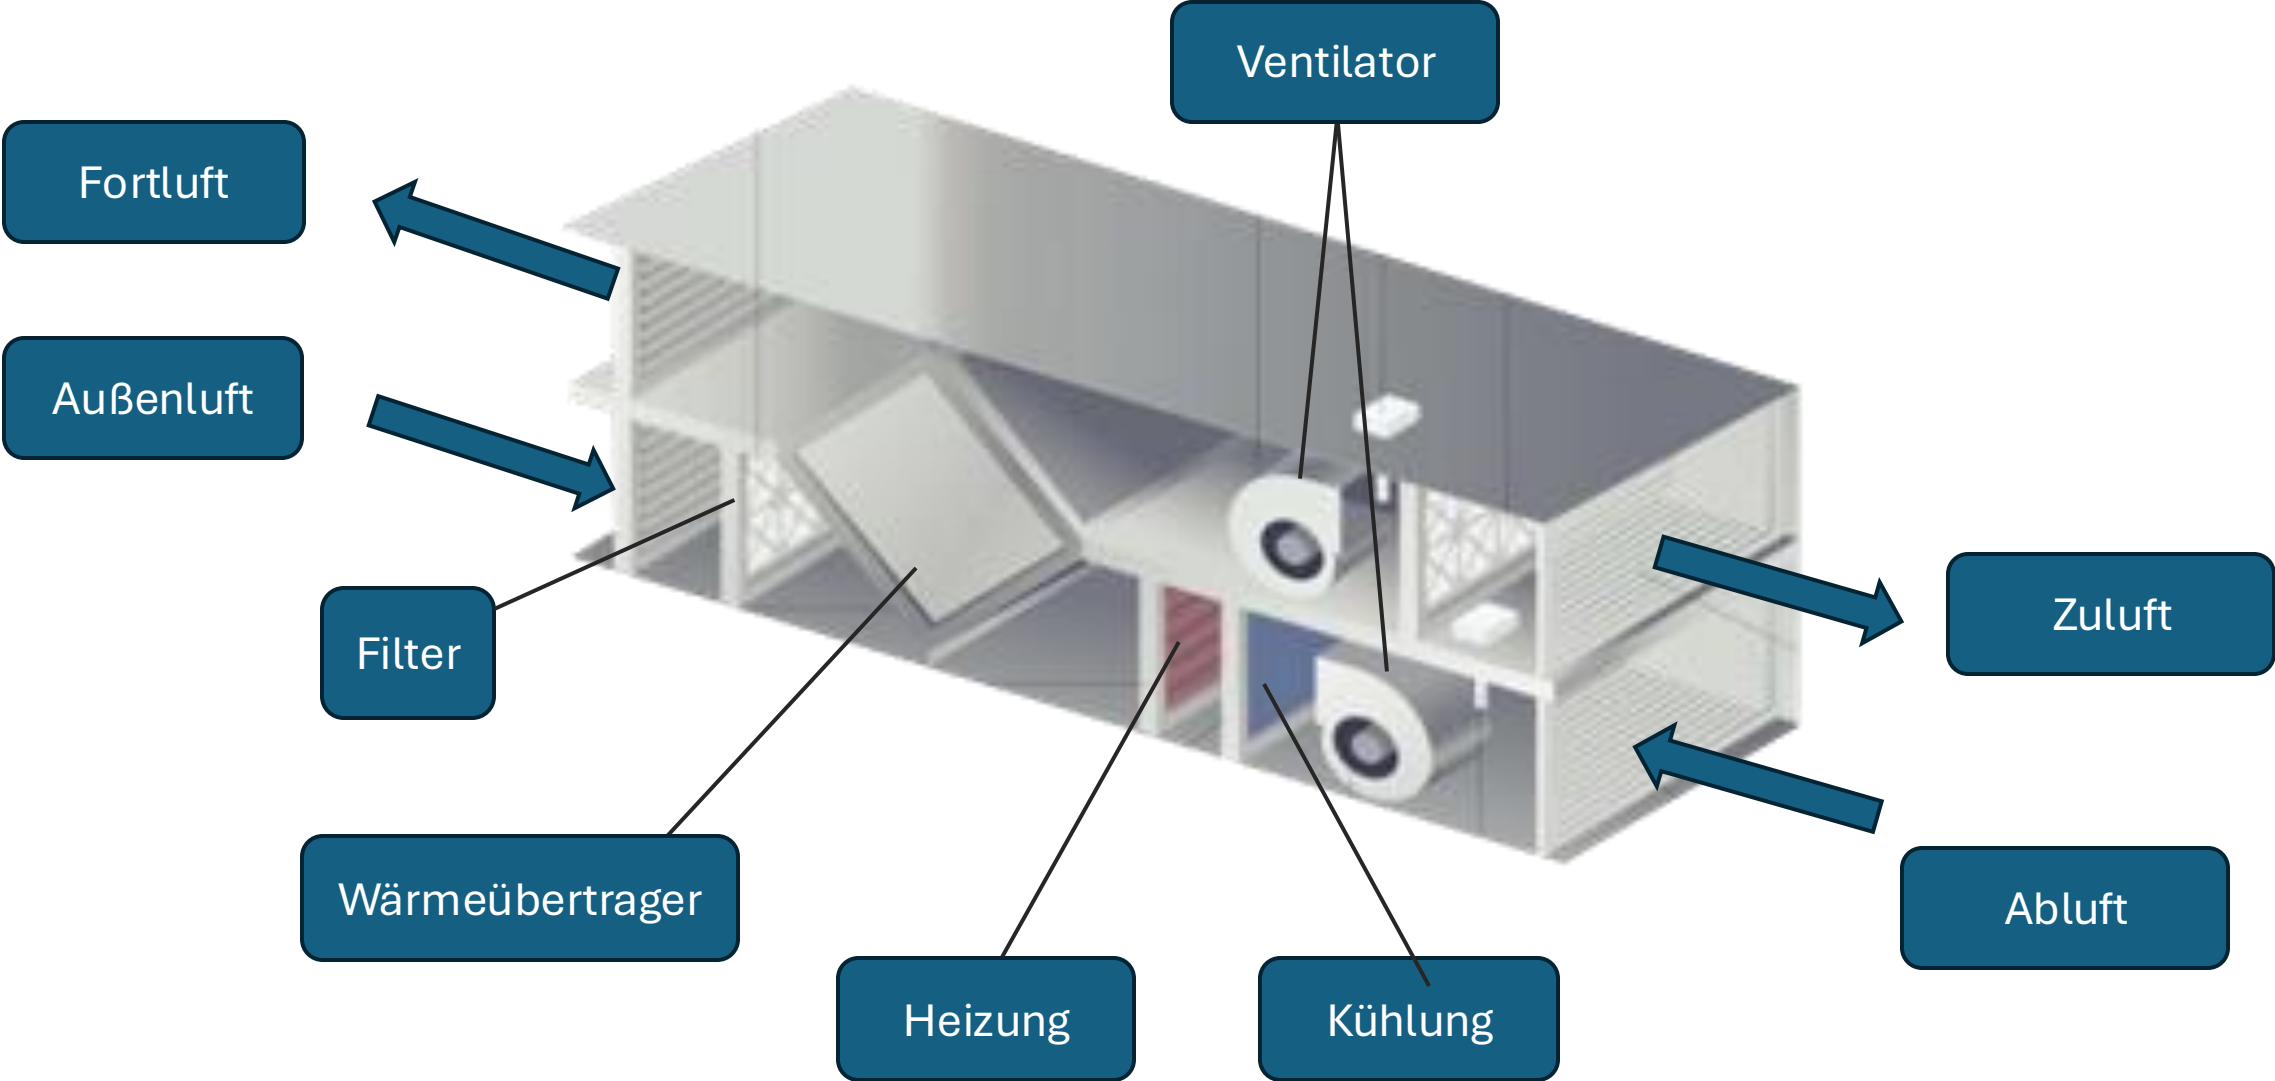 Ventilator
Fortluft
Außenluft
Filter
Zuluft
Wärmeübertrager
Abluft
Heizung
Kühlung